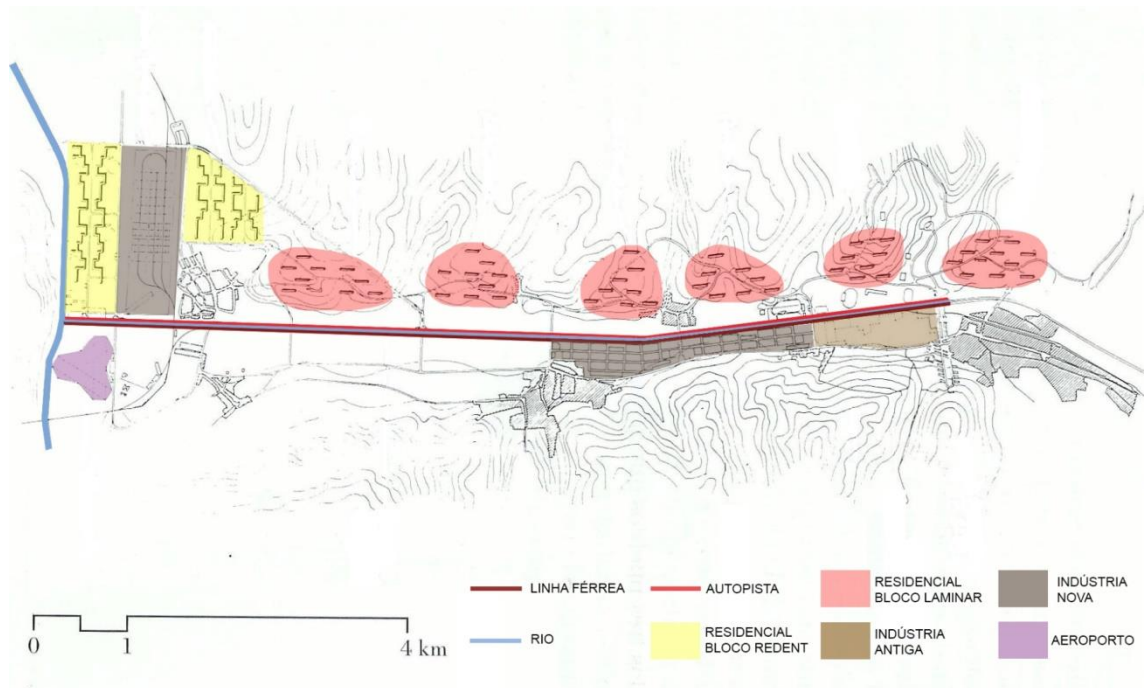 LINHA FÉRREA
AUTOPISTA
RESIDENCIAL
BLOCO LAMINAR
INDÚSTRIA
NOVA
RIO
RESIDENCIAL
BLOCO REDENT
INDÚSTRIA
ANTIGA
AEROPORTO
0 1 4 km